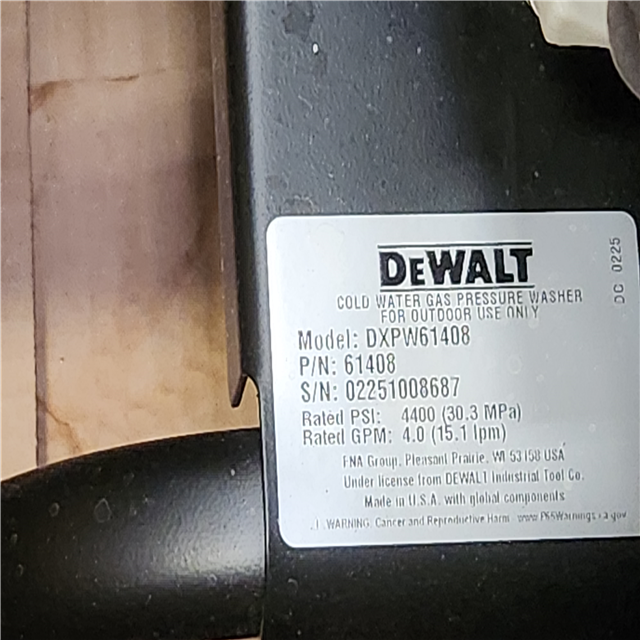 DEWALT
COLD WATER GAS PRESSURE WASHER
FOR OUTDOOR USE ONLY
DC 0225
Model: DXPW61408
P/N: 61408
S/N: 02251008687
Rated PSI: 4400 (30.3 MPa)
Rated GPM: 4.0 (15.1 lpm)
FNA Group, Pleasant Prairie, WI 53158 USA
Under license from DEWALT Industrial Tool Co.
Made in U.S.A. with global components
WARNING: Cancer and Reproductive Harm www.P65Warnings.ca.gov